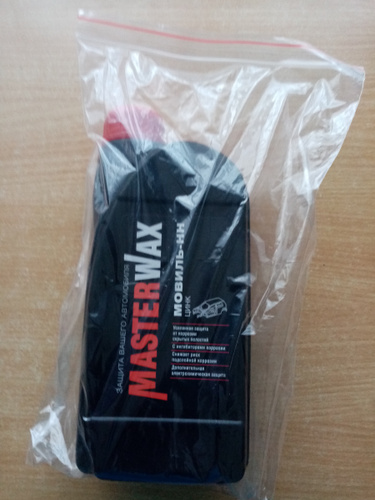 ЗАЩИТА ВАШЕГО АВТОМОБИЛЯ
MASTERWAX
МОВИЛЬ-НН
ЦИНК
Надежная защита
от коррозии
скрытых полостей
С ингибиторами коррозии
Снижает риск
подпленочной коррозии
Дополнительная
электрохимическая защита